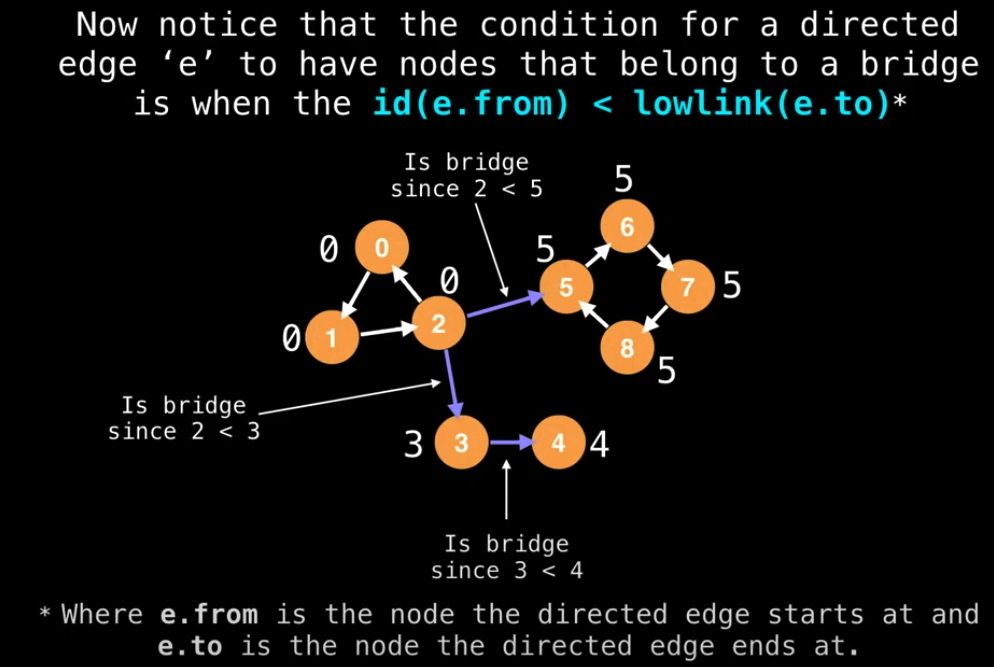 Now notice that the condition for a directed
edge ‘e’ to have nodes that belong to a bridge
is when the id(e.from) < lowlink(e.to)*
Is bridge
since 2 < 5
5
6
0
0
5
5
7
0
2
5
0
1
8
5
Is bridge
since 2 < 3
3
3
4
4
Is bridge
since 3 < 4
* Where e.from is the node the directed edge starts at and
e.to is the node the directed edge ends at.